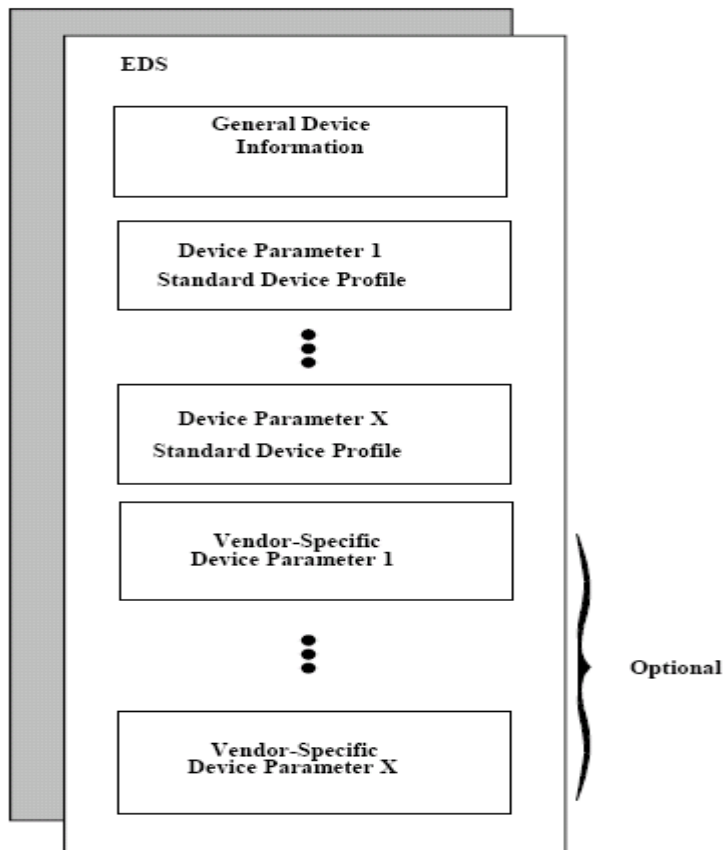 EDS
General Device
Information
Device Parameter 1
Standard Device Profile
Device Parameter X
Standard Device Profile
Vendor-Specific
Device Parameter 1
Optional
Vendor-Specific
Device Parameter X